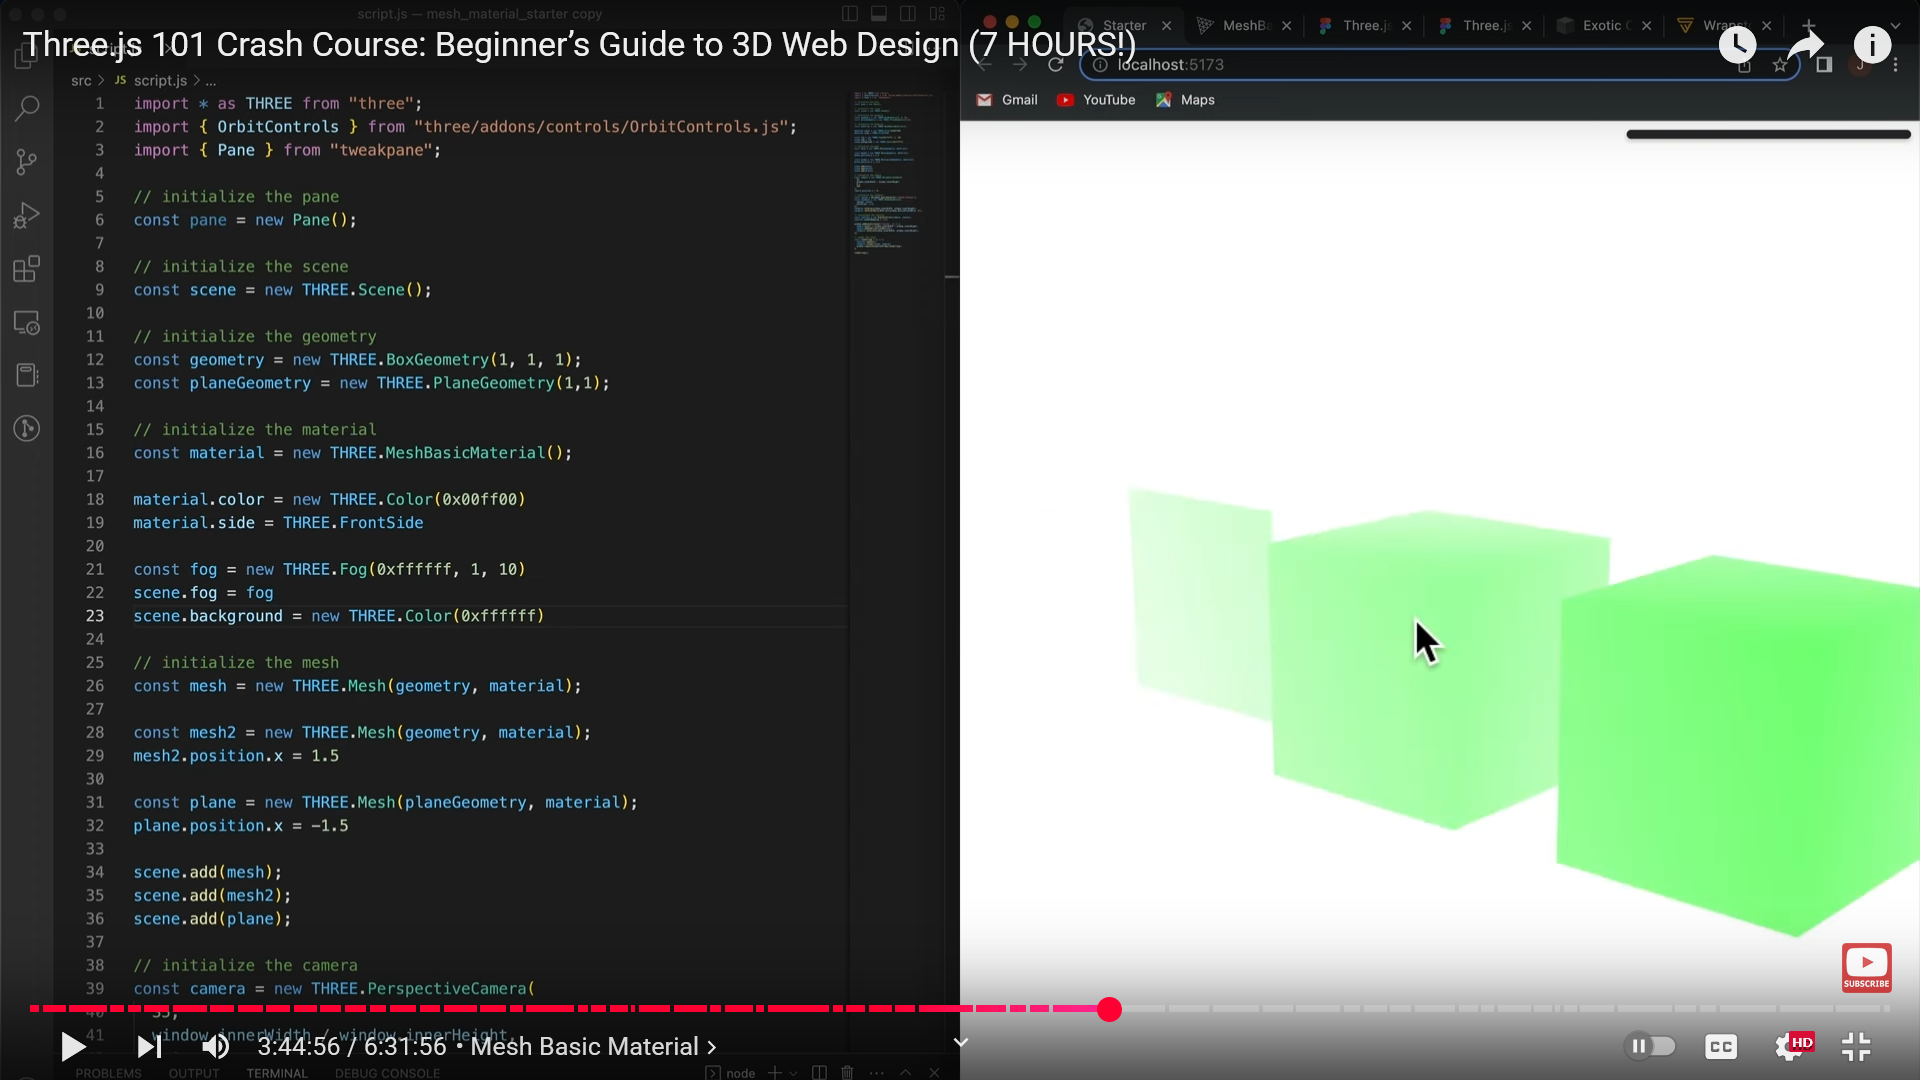 script.js — mesh_material_starter copy
Three.js 101 Crash Course: Beginner’s Guide to 3D Web Design (7 HOURS!)
Starter
MeshB
Three.j
Three.js
Exotic
Wraps
src > JS script.js > ...
localhost:5173
Gmail
YouTube
Maps
1 import * as THREE from "three";
2 import { OrbitControls } from "three/addons/controls/OrbitControls.js";
3 import { Pane } from "tweakpane";
4
5 // initialize the pane
6 const pane = new Pane();
7
8 // initialize the scene
9 const scene = new THREE.Scene();
10
11 // initialize the geometry
12 const geometry = new THREE.BoxGeometry(1, 1, 1);
13 const planeGeometry = new THREE.PlaneGeometry(1,1);
14
15 // initialize the material
16 const material = new THREE.MeshBasicMaterial();
17
18 material.color = new THREE.Color(0x00ff00)
19 material.side = THREE.FrontSide
20
21 const fog = new THREE.Fog(0xffffff, 1, 10)
22 scene.fog = fog
23 scene.background = new THREE.Color(0xffffff)
24
25 // initialize the mesh
26 const mesh = new THREE.Mesh(geometry, material);
27
28 const mesh2 = new THREE.Mesh(geometry, material);
29 mesh2.position.x = 1.5
30
31 const plane = new THREE.Mesh(planeGeometry, material);
32 plane.position.x = -1.5
33
34 scene.add(mesh);
35 scene.add(mesh2);
36 scene.add(plane);
37
38 // initialize the camera
39 const camera = new THREE.PerspectiveCamera(
40 35,
41 window.innerWidth / window.innerHeight,
SUBSCRIBE
3:44:56 / 6:31:56 • Mesh Basic Material >
CC
HD
PROBLEMS OUTPUT TERMINAL DEBUG CONSOLE
node